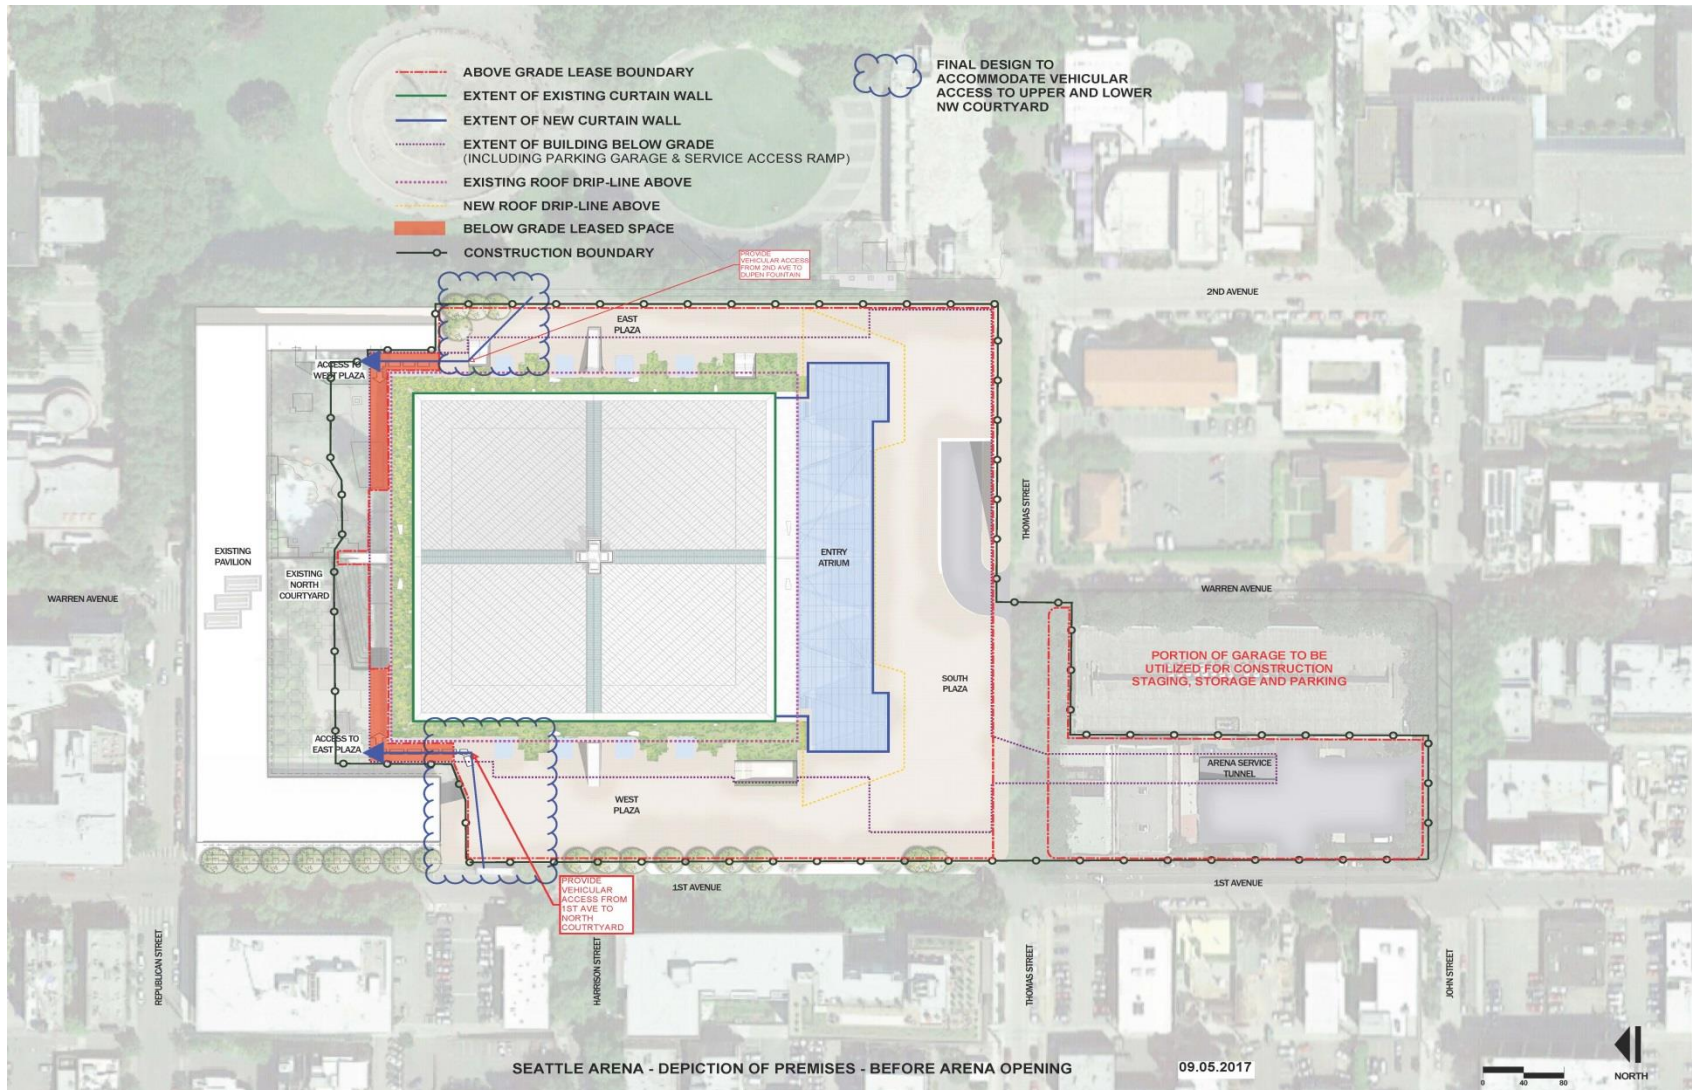 ABOVE GRADE LEASE BOUNDARY
EXTENT OF EXISTING CURTAIN WALL
EXTENT OF NEW CURTAIN WALL
EXTENT OF BUILDING BELOW GRADE
(INCLUDING PARKING GARAGE & SERVICE ACCESS RAMP)
EXISTING ROOF DRIP-LINE ABOVE
NEW ROOF DRIP-LINE ABOVE
BELOW GRADE LEASED SPACE
CONSTRUCTION BOUNDARY
FINAL DESIGN TO
ACCOMMODATE VEHICULAR
ACCESS TO UPPER AND LOWER
NW COURTYARD
PROVIDE
VEHICULAR ACCESS
FROM 2ND AVE TO
DUPEN FOUNTAIN
2ND AVENUE
EAST
PLAZA
ACCESS TO
WEST PLAZA
THOMAS STREET
EXISTING
PAVILION
EXISTING
NORTH
COURTYARD
ENTRY
ATRIUM
WARREN AVENUE
WARREN AVENUE
PORTION OF GARAGE TO BE
UTILIZED FOR CONSTRUCTION
STAGING, STORAGE AND PARKING
SOUTH
PLAZA
ACCESS TO
EAST PLAZA
ARENA SERVICE
TUNNEL
WEST
PLAZA
1ST AVENUE
1ST AVENUE
PROVIDE
VEHICULAR
ACCESS FROM
1ST AVE TO
NORTH
COUTRTYARD
REPUBLICAN STREET
HARRISON STREET
THOMAS STREET
JOHN STREET
SEATTLE ARENA - DEPICTION OF PREMISES - BEFORE ARENA OPENING
09.05.2017
0 40 80
NORTH